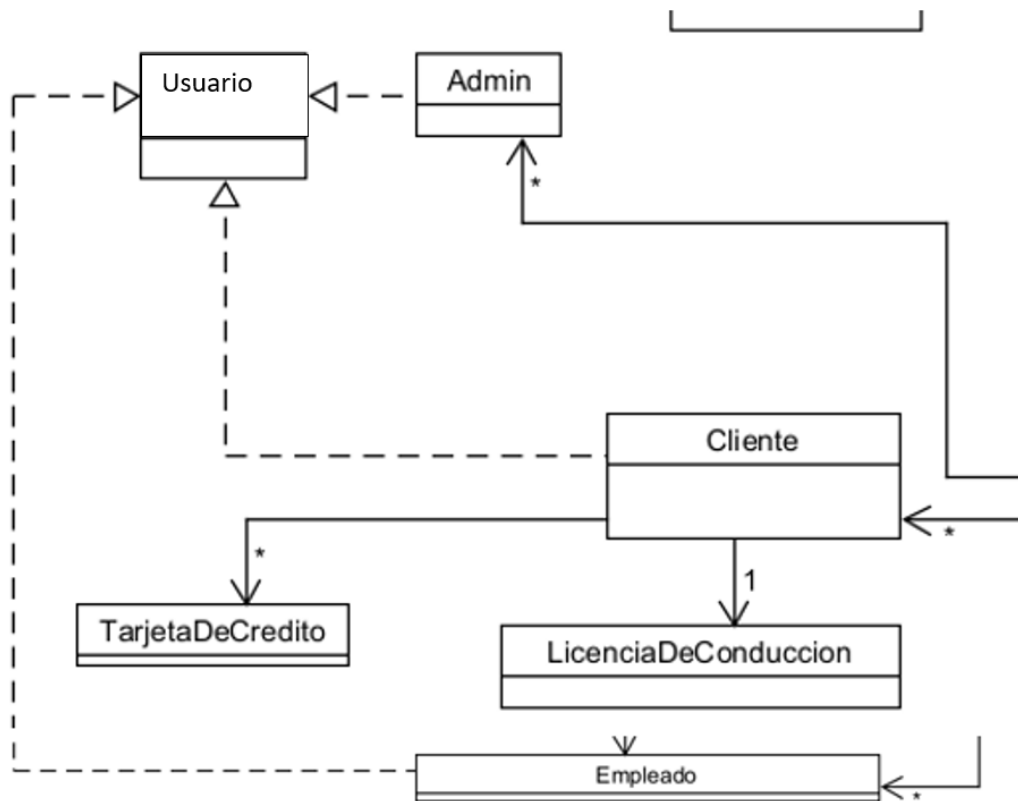 Usuario
Admin
*
Cliente
*
*
1
TarjetaDeCredito
LicenciaDeConduccion
Empleado
*